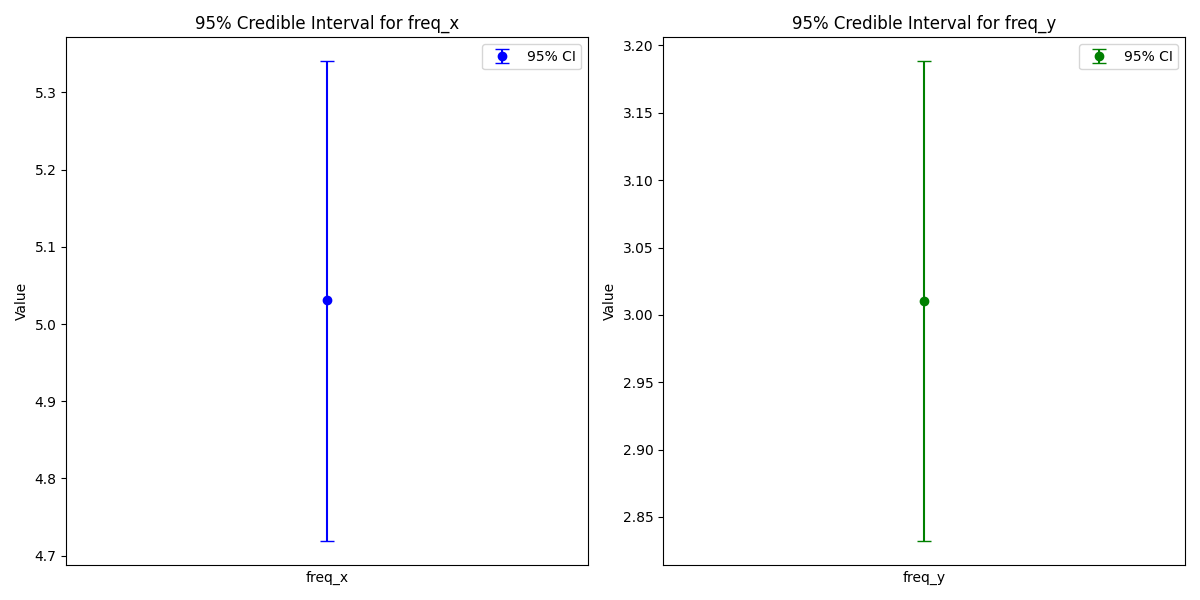 95% Credible Interval for freq_x
95% CI
5.3
5.2
5.1
5.0
4.9
4.8
4.7
Value
freq_x
95% Credible Interval for freq_y
95% CI
3.20
3.15
3.10
3.05
3.00
2.95
2.90
2.85
Value
freq_y